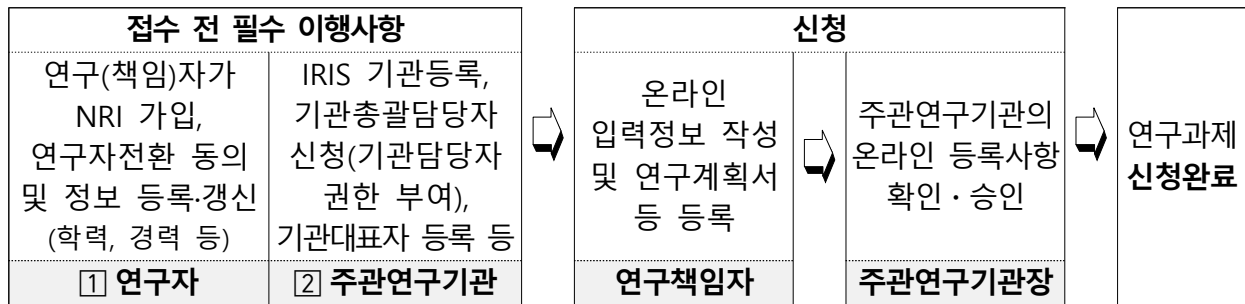 접수 전 필수 이행사항
연구(책임)자가
NRI 가입,
연구자전환 동의
및 정보 등록·갱신
(학력, 경력 등)
1 연구자
IRIS 기관등록,
기관총괄담당자
신청(기관담당자
권한 부여),
기관대표자 등록 등
2 주관연구기관
신청
온라인
입력정보 작성
및 연구계획서
등 등록
연구책임자
주관연구기관의
온라인 등록사항
확인·승인
주관연구기관장
연구과제
신청완료